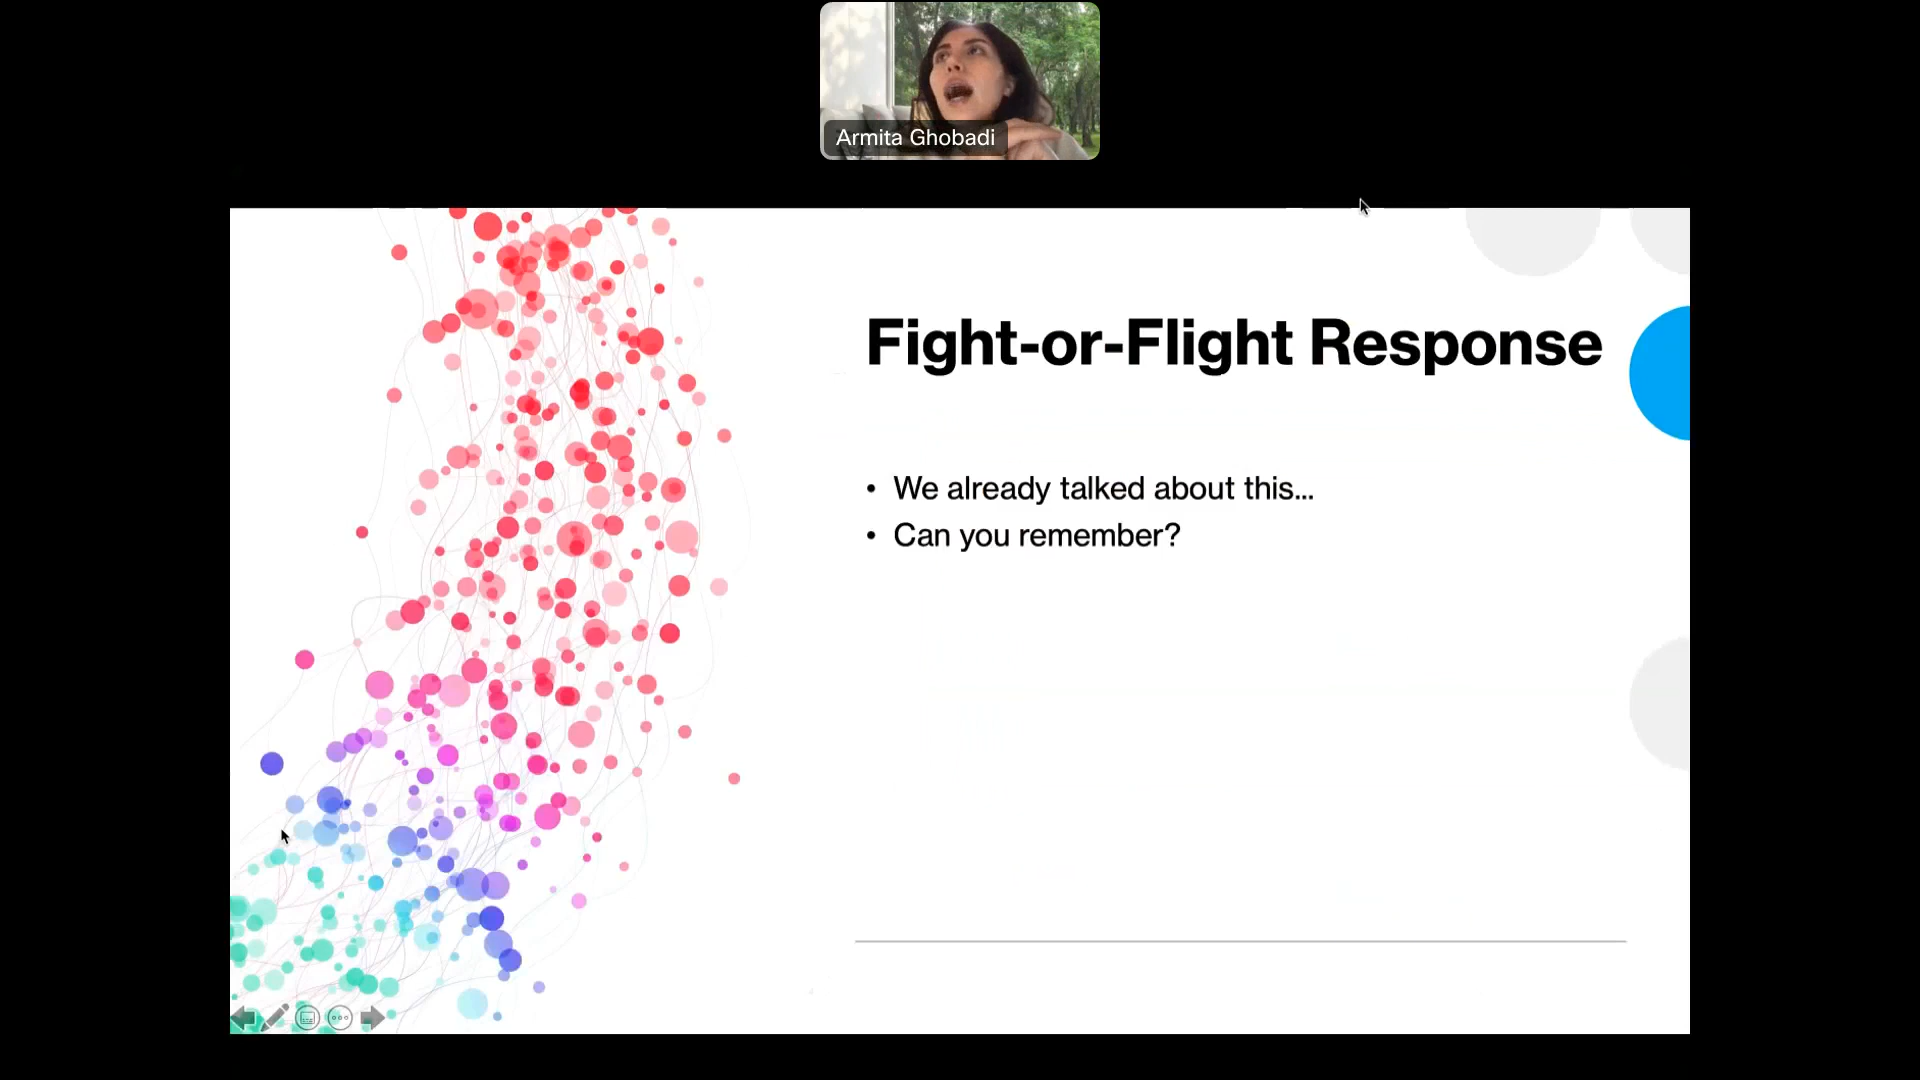 Armita Ghobadi
Fight-or-Flight Response
• We already talked about this...
• Can you remember?